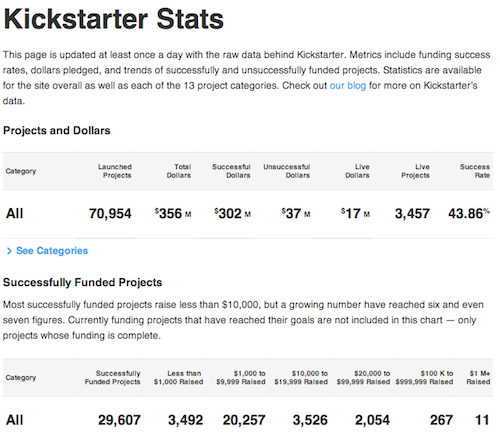 Kickstarter Stats
This page is updated at least once a day with the raw data behind Kickstarter. Metrics include funding success
rates, dollars pledged, and trends of successfully and unsuccessfully funded projects. Statistics are available
for the site overall as well as each of the 13 project categories. Check out our blog for more on Kickstarter's
data.
Projects and Dollars
Category Launched Projects Total Dollars Successful Dollars Unsuccessful Dollars Live Dollars Live Projects Success Rate
All 70,954 $356 M $302 M $37 M $17 M 3,457 43.86%
> See Categories
Successfully Funded Projects
Most successfully funded projects raise less than $10,000, but a growing number have reached six and even
seven figures. Currently funding projects that have reached their goals are not included in this chart — only
projects whose funding is complete.
Category Successfully Funded Projects Less than $1,000 Raised $1,000 to $9,999 Raised $10,000 to $19,999 Raised $20,000 to $99,999 Raised $100 K to $999,999 Raised $1 M+ Raised
All 29,607 3,492 20,257 3,526 2,054 267 11